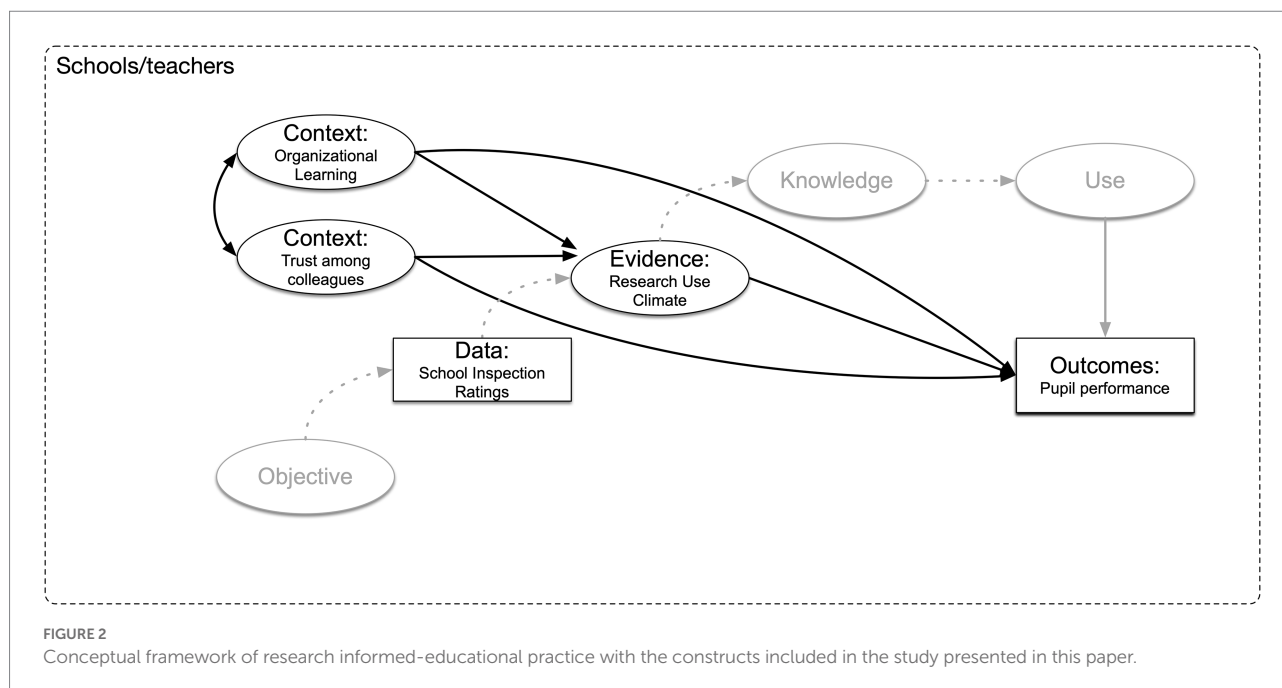 Schools/teachers
Context:
Organizational
Learning
Context:
Trust among
colleagues
Knowledge
Use
Evidence:
Research Use
Climate
Data:
School Inspection
Ratings
Outcomes:
Pupil performance
Objective
FIGURE 2
Conceptual framework of research informed-educational practice with the constructs included in the study presented in this paper.